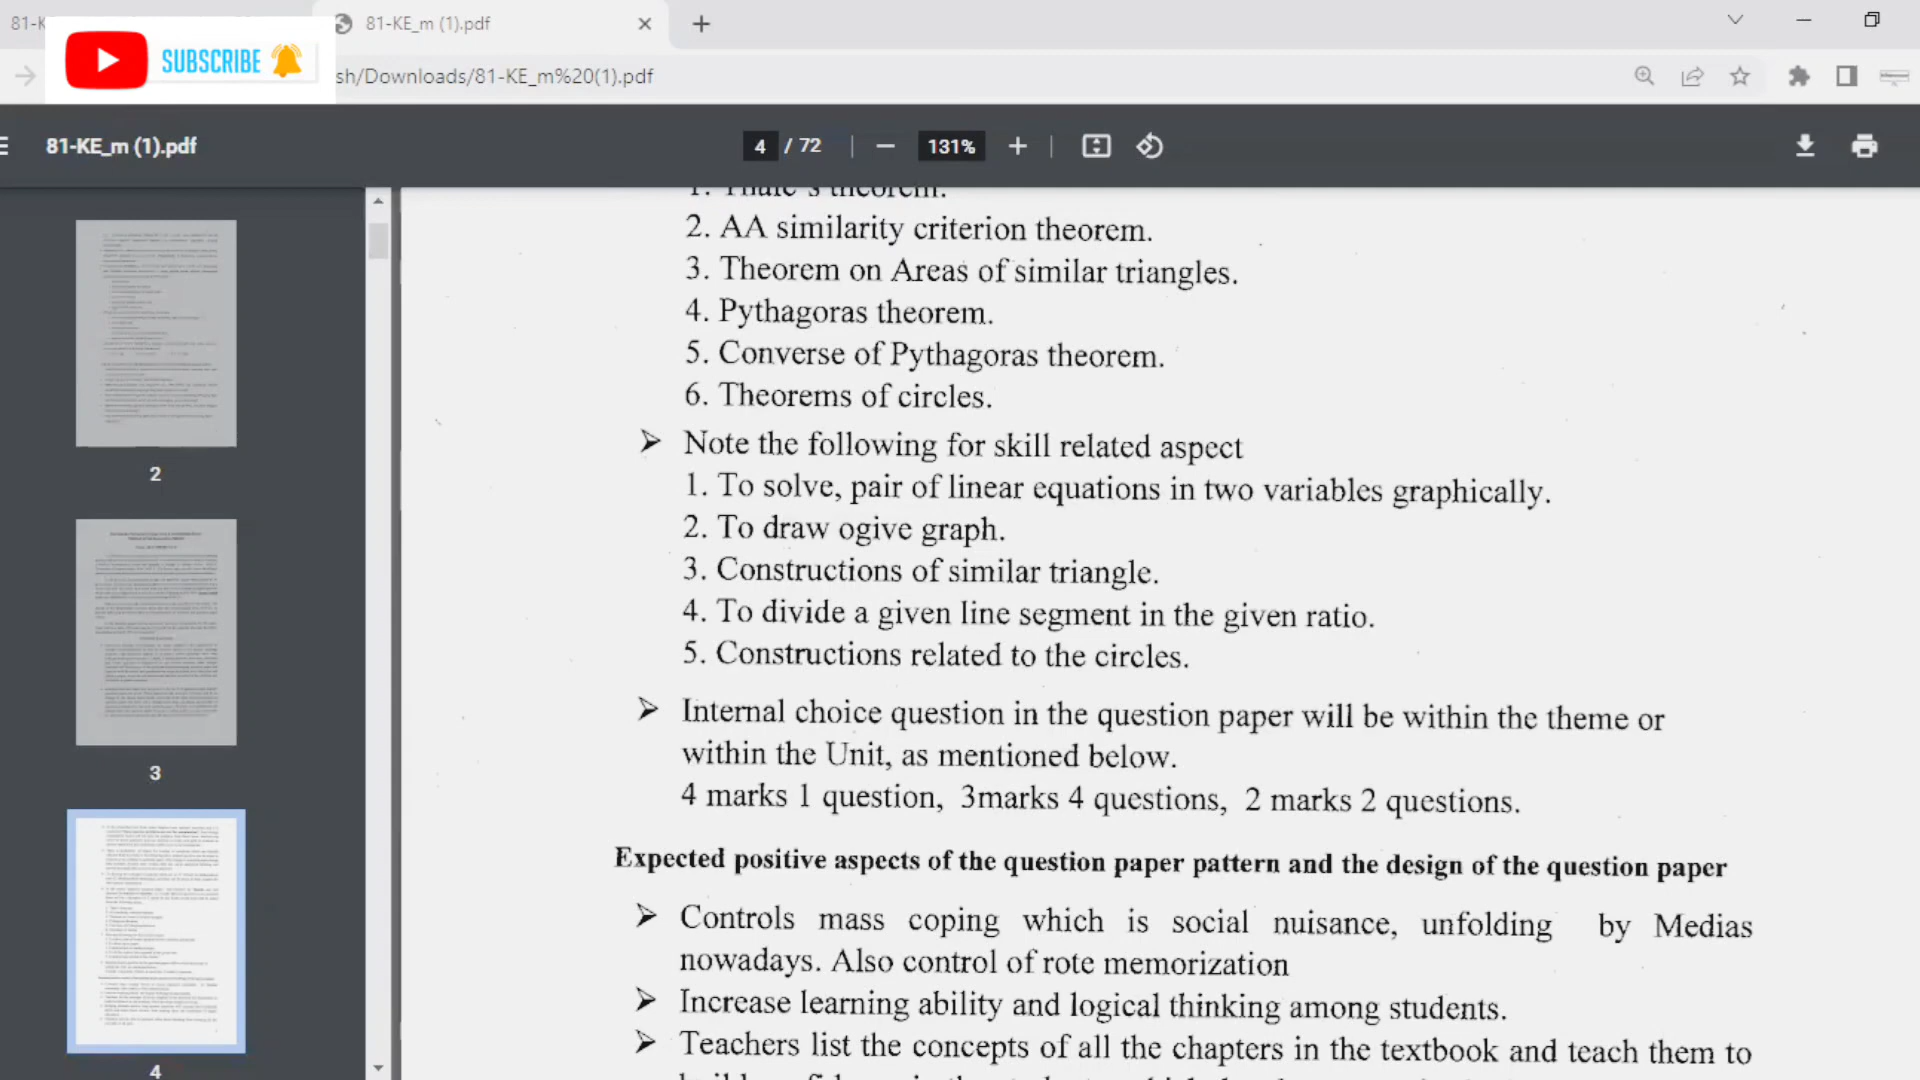 81-K
81-KE_m (1).pdf
SUBSCRIBE
sh/Downloads/81-KE_m%20(1).pdf
81-KE_m (1).pdf
4 / 72
131%
1. Thale's theorem.
2. AA similarity criterion theorem.
3. Theorem on Areas of similar triangles.
4. Pythagoras theorem.
5. Converse of Pythagoras theorem.
6. Theorems of circles.
➢ Note the following for skill related aspect
1. To solve, pair of linear equations in two variables graphically.
2. To draw ogive graph.
3. Constructions of similar triangle.
4. To divide a given line segment in the given ratio.
5. Constructions related to the circles.
➢ Internal choice question in the question paper will be within the theme or
within the Unit, as mentioned below.
4 marks 1 question, 3marks 4 questions, 2 marks 2 questions.
Expected positive aspects of the question paper pattern and the design of the question paper
➢ Controls mass coping which is social nuisance, unfolding by Medias
nowadays. Also control of rote memorization
➢ Increase learning ability and logical thinking among students.
➢ Teachers list the concepts of all the chapters in the textbook and teach them to
2
3
4